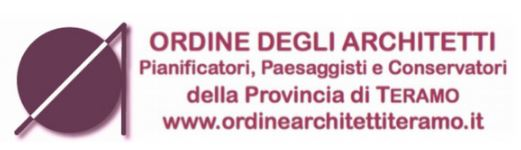 ORDINE DEGLI ARCHITETTI
Pianificatori, Paesaggisti e Conservatori
della Provincia di TERAMO
www.ordinearchitettiteramo.it